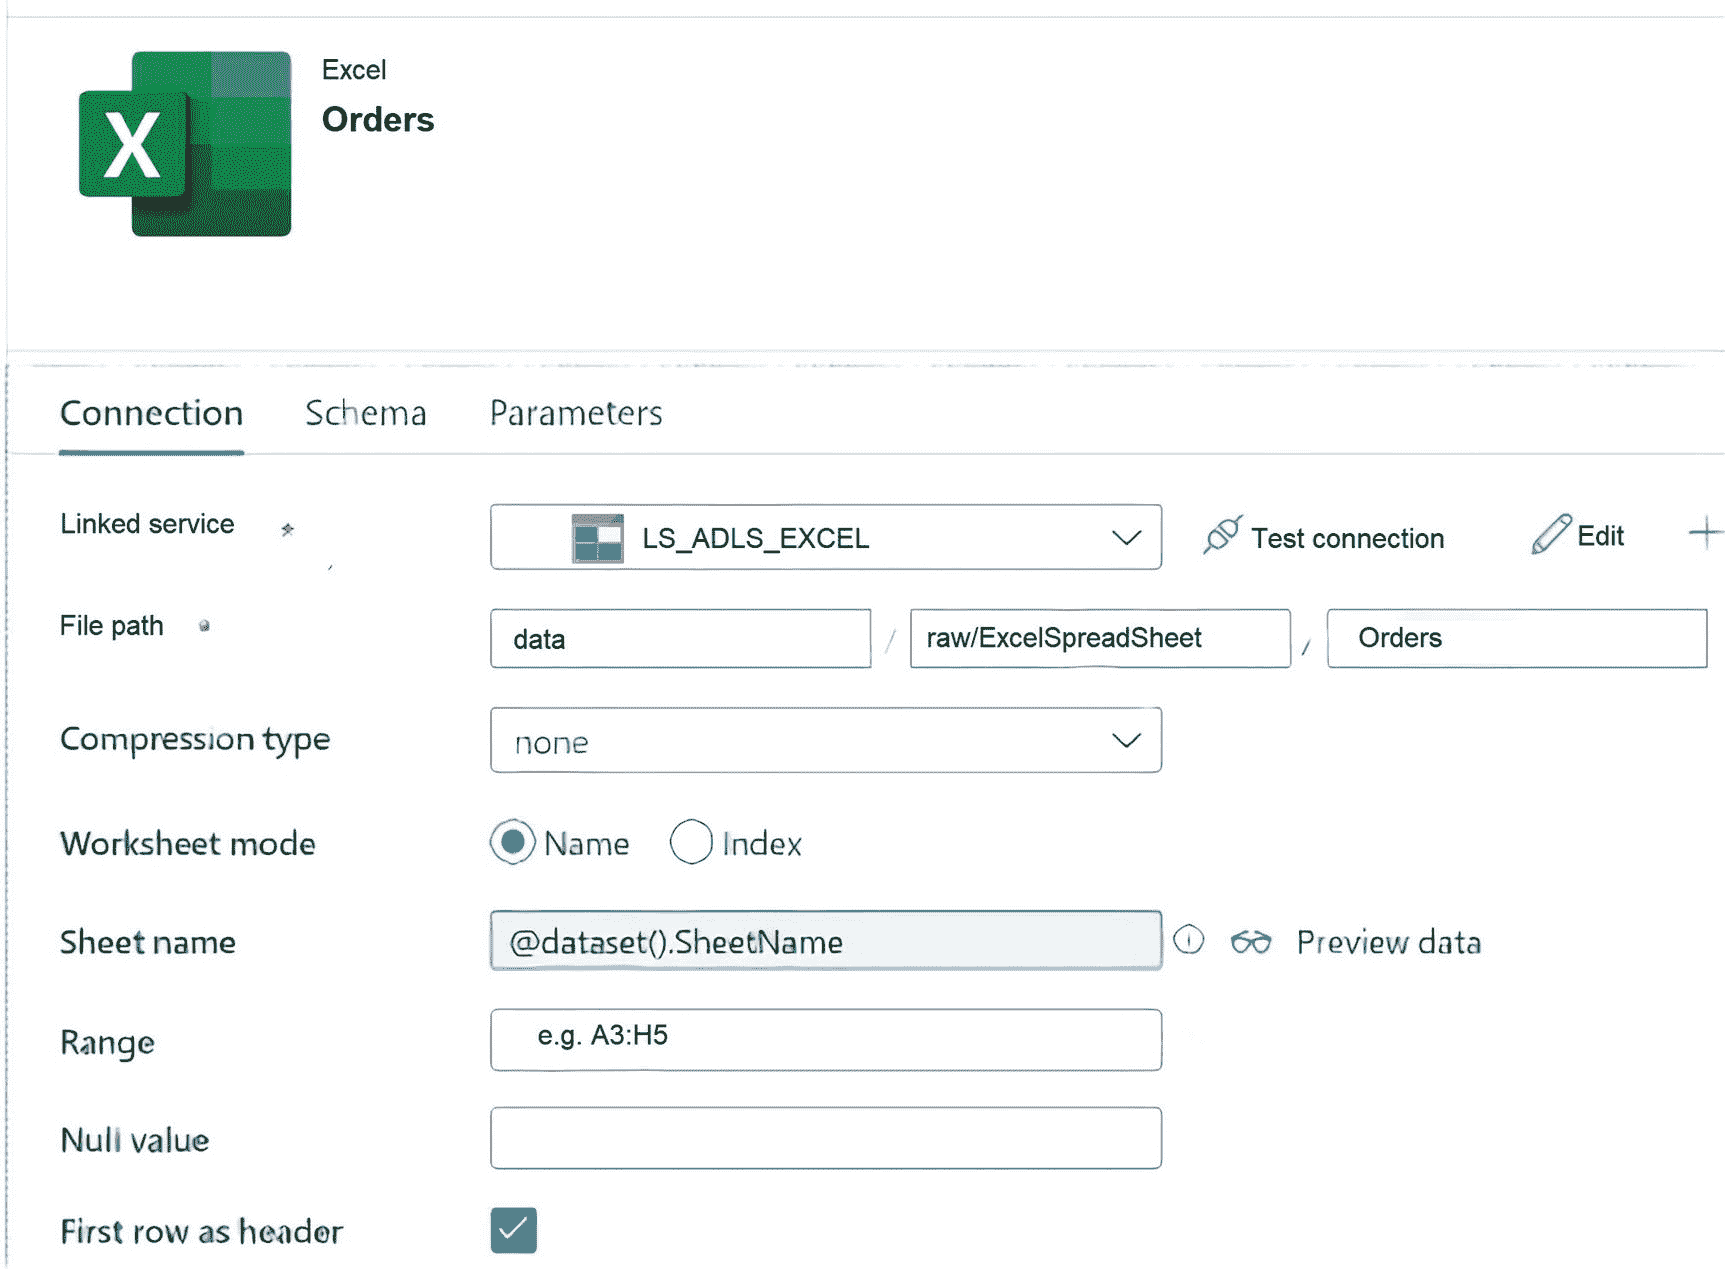 X
Excel
Orders
Connection Schema Parameters
Linked service * LS_ADLS_EXCEL Test connection Edit
File path data / raw/ExcelSpreadSheet / Orders
Compression type none
Worksheet mode Name Index
Sheet name @dataset().SheetName Preview data
Range e.g. A3:H5
Null value
First row as header